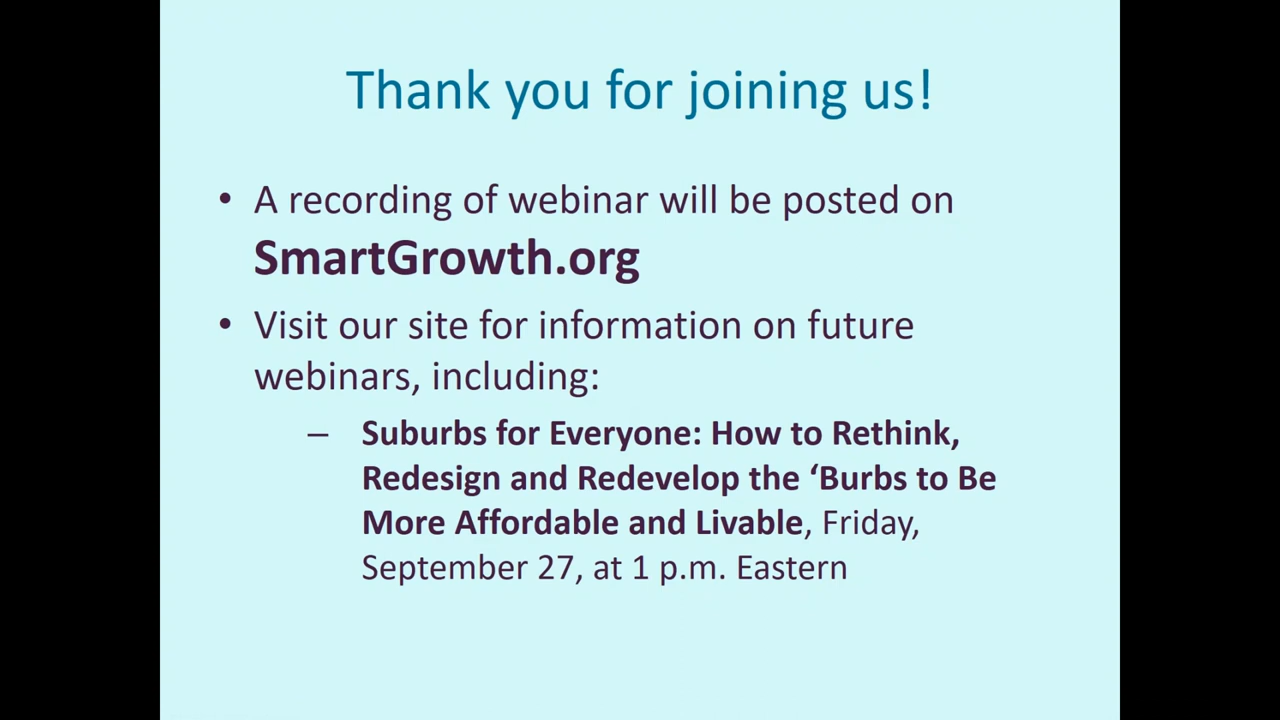 Thank you for joining us!
• A recording of webinar will be posted on
SmartGrowth.org
• Visit our site for information on future
webinars, including:
– Suburbs for Everyone: How to Rethink,
Redesign and Redevelop the ‘Burbs to Be
More Affordable and Livable, Friday,
September 27, at 1 p.m. Eastern